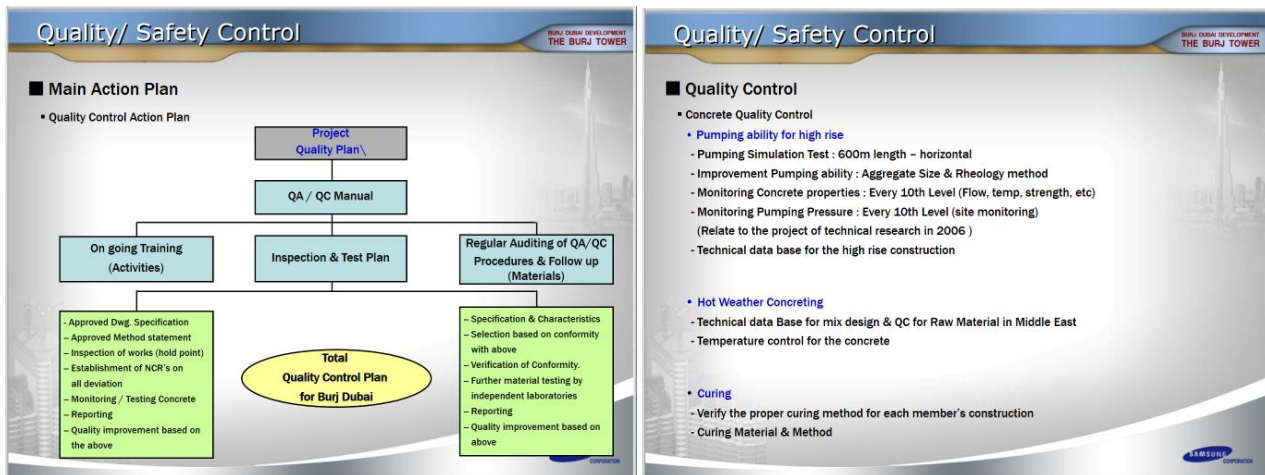 Quality/ Safety Control
BURJ DUBAI DEVELOPMENT
THE BURJ TOWER
■ Main Action Plan
▪ Quality Control Action Plan
Project
Quality Plan\
QA / QC Manual
On going Training
(Activities)
Inspection & Test Plan
Regular Auditing of QA/QC
Procedures & Follow up
(Materials)
- Approved Dwg. Specification
– Approved Method statement
– Inspection of works (hold point)
– Establishment of NCR's on
all deviation
– Monitoring / Testing Concrete
– Reporting
– Quality improvement based on
the above
Total
Quality Control Plan
for Burj Dubai
– Specification & Characteristics
– Selection based on conformity
with above
– Verification of Conformity.
– Further material testing by
independent laboratories
– Reporting
– Quality improvement based on
above
CORPORATION
Quality/ Safety Control
BURJ DUBAI DEVELOPMENT
THE BURJ TOWER
■ Quality Control
▪ Concrete Quality Control
• Pumping ability for high rise
- Pumping Simulation Test : 600m length – horizontal
- Improvement Pumping ability : Aggregate Size & Rheology method
- Monitoring Concrete properties : Every 10th Level (Flow, temp, strength, etc)
- Monitoring Pumping Pressure : Every 10th Level (site monitoring)
(Relate to the project of technical research in 2006 )
- Technical data base for the high rise construction
• Hot Weather Concreting
- Technical data Base for mix design & QC for Raw Material in Middle East
- Temperature control for the concrete
• Curing
- Verify the proper curing method for each member's construction
- Curing Material & Method
SAMSUNG
CORPORATION